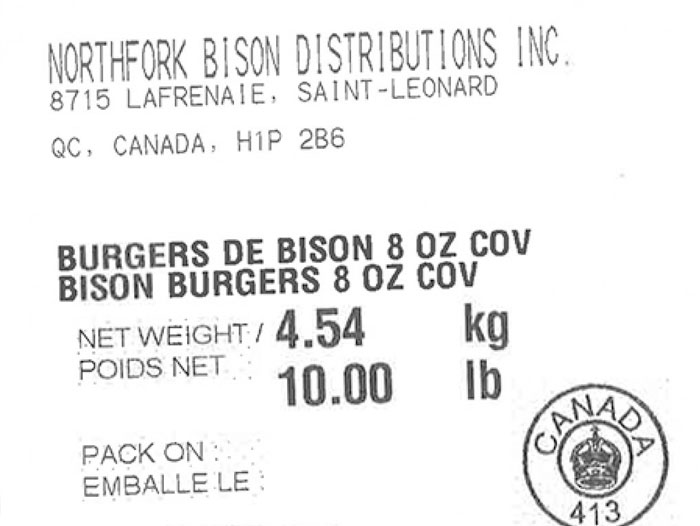 NORTHFORK BISON DISTRIBUTIONS INC.
8715 LAFRENAIE, SAINT-LEONARD
QC, CANADA, H1P 2B6
BURGERS DE BISON 8 OZ COV
BISON BURGERS 8 OZ COV
NET WEIGHT / 4.54 kg
POIDS NET : 10.00 lb
PACK ON :
EMBALLE LE :
CANADA
413